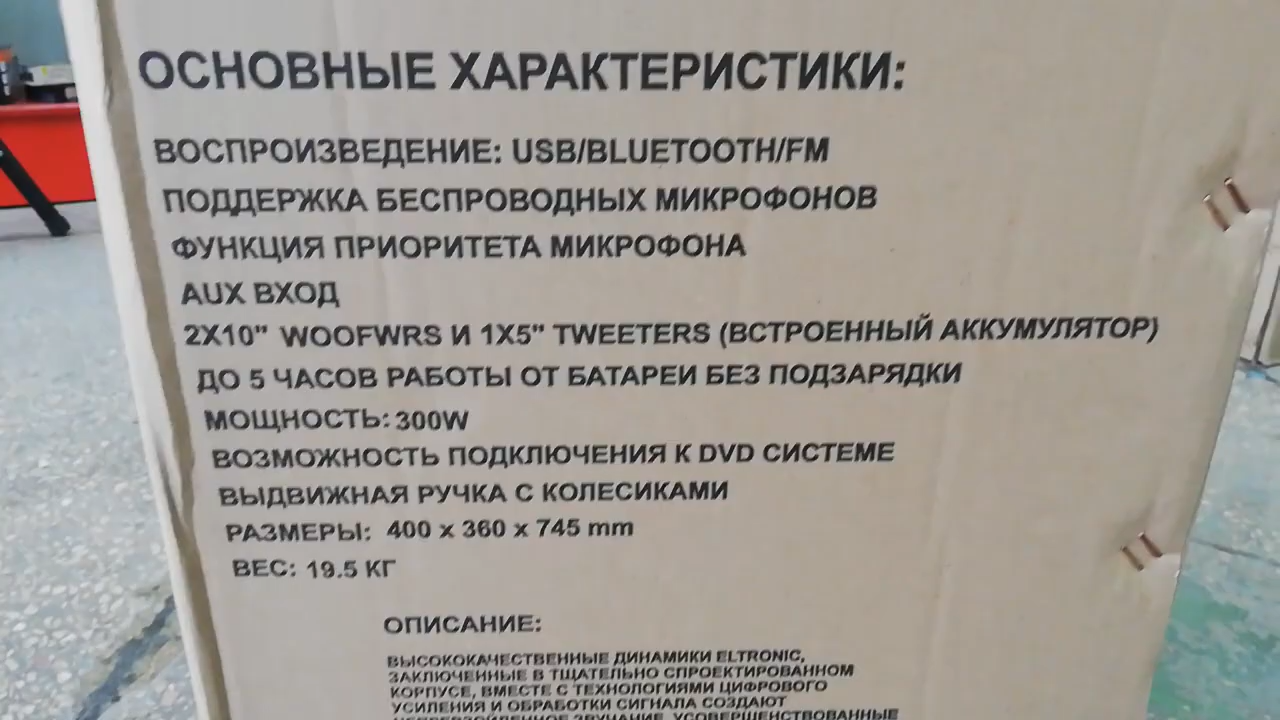 ОСНОВНЫЕ ХАРАКТЕРИСТИКИ:
ВОСПРОИЗВЕДЕНИЕ: USB/BLUETOOTH/FM
ПОДДЕРЖКА БЕСПРОВОДНЫХ МИКРОФОНОВ
ФУНКЦИЯ ПРИОРИТЕТА МИКРОФОНА
AUX ВХОД
2X10" WOOFWRS И 1X5" TWEETERS (ВСТРОЕННЫЙ АККУМУЛЯТОР)
ДО 5 ЧАСОВ РАБОТЫ ОТ БАТАРЕИ БЕЗ ПОДЗАРЯДКИ
МОЩНОСТЬ: 300W
ВОЗМОЖНОСТЬ ПОДКЛЮЧЕНИЯ К DVD СИСТЕМЕ
ВЫДВИЖНАЯ РУЧКА С КОЛЕСИКАМИ
РАЗМЕРЫ: 400 x 360 x 745 mm
ВЕС: 19.5 КГ
ОПИСАНИЕ:
ВЫСОКОКАЧЕСТВЕННЫЕ ДИНАМИКИ ELTRONIC,
ЗАКЛЮЧЕННЫЕ В ТЩАТЕЛЬНО СПРОЕКТИРОВАННОМ
КОРПУСЕ, ВМЕСТЕ С ТЕХНОЛОГИЯМИ ЦИФРОВОГО
УСИЛЕНИЯ И ОБРАБОТКИ СИГНАЛА СОЗДАЮТ
НЕПРЕВЗОЙДЕННОЕ ЗВУЧАНИЕ. УСОВЕРШЕНСТВОВАННЫЕ